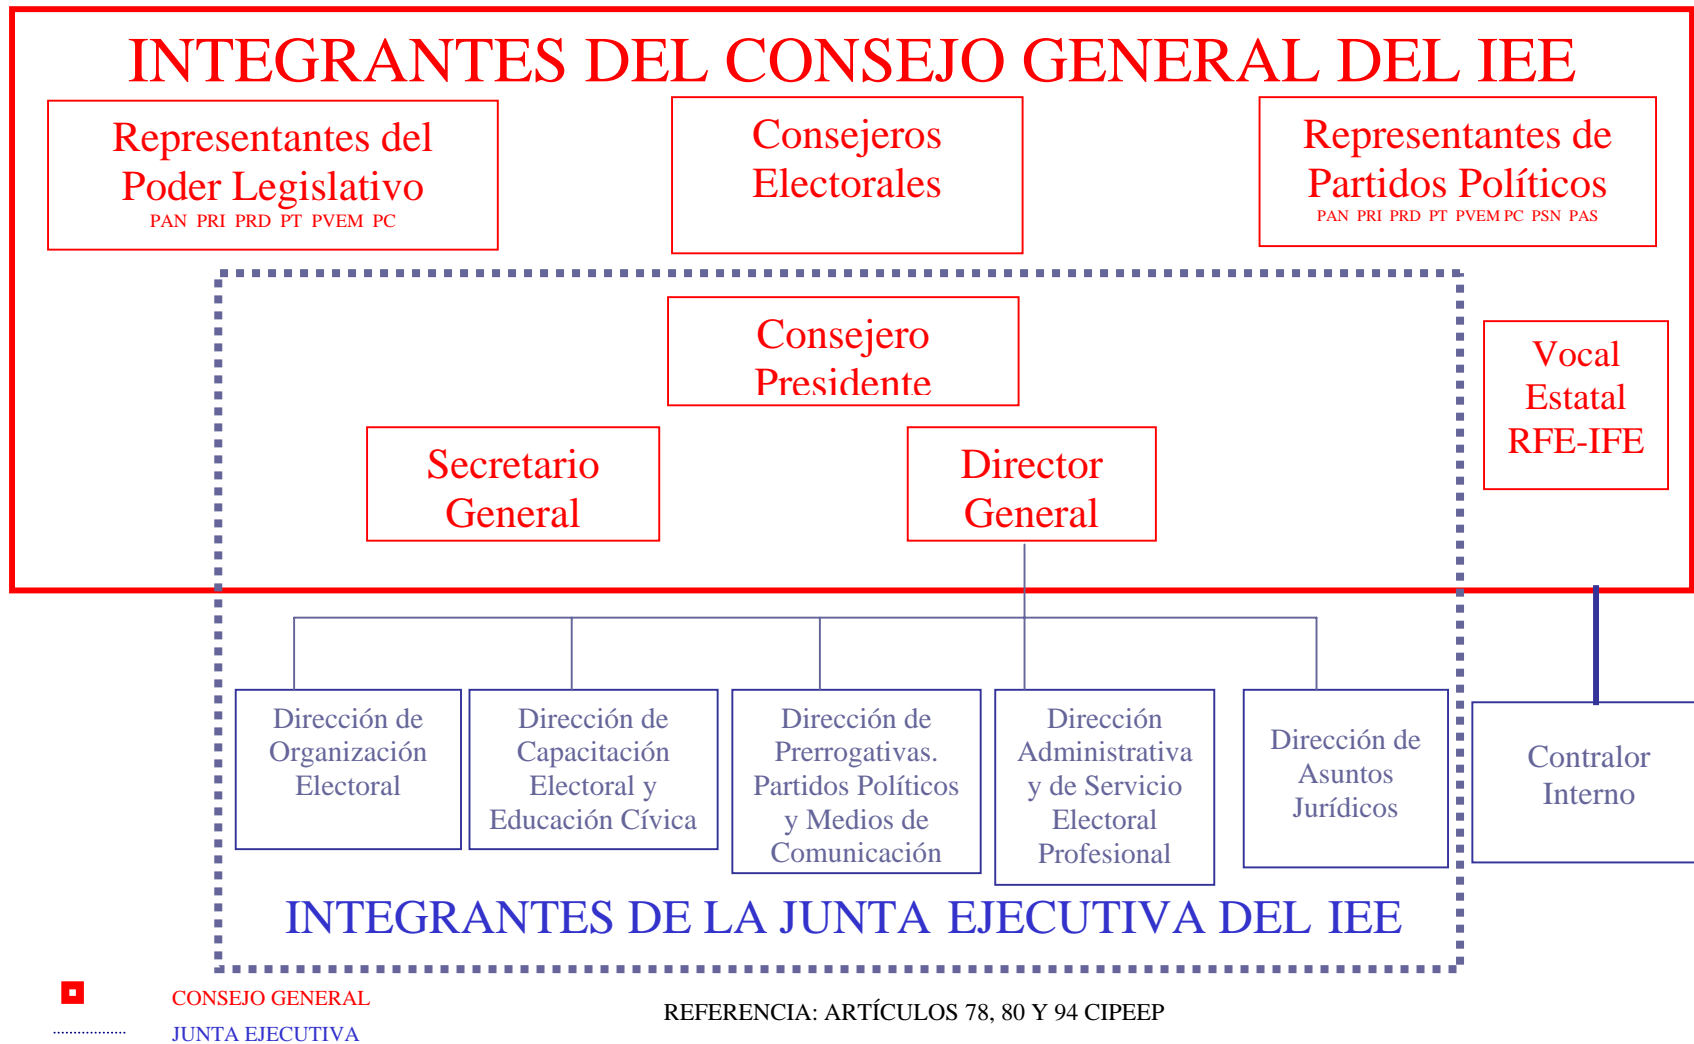 INTEGRANTES DEL CONSEJO GENERAL DEL IEE
Representantes del
Poder Legislativo
PAN PRI PRD PT PVEM PC
Consejeros
Electorales
Representantes de
Partidos Políticos
PAN PRI PRD PT PVEM PC PSN PAS
Consejero
Presidente
Vocal
Estatal
RFE-IFE
Secretario
General
Director
General
Dirección de
Organización
Electoral
Dirección de
Capacitación
Electoral y
Educación Cívica
Dirección de
Prerrogativas.
Partidos Políticos
y Medios de
Comunicación
Dirección
Administrativa
y de Servicio
Electoral
Profesional
Dirección de
Asuntos
Jurídicos
Contralor
Interno
INTEGRANTES DE LA JUNTA EJECUTIVA DEL IEE
CONSEJO GENERAL
JUNTA EJECUTIVA
REFERENCIA: ARTÍCULOS 78, 80 Y 94 CIPEEP